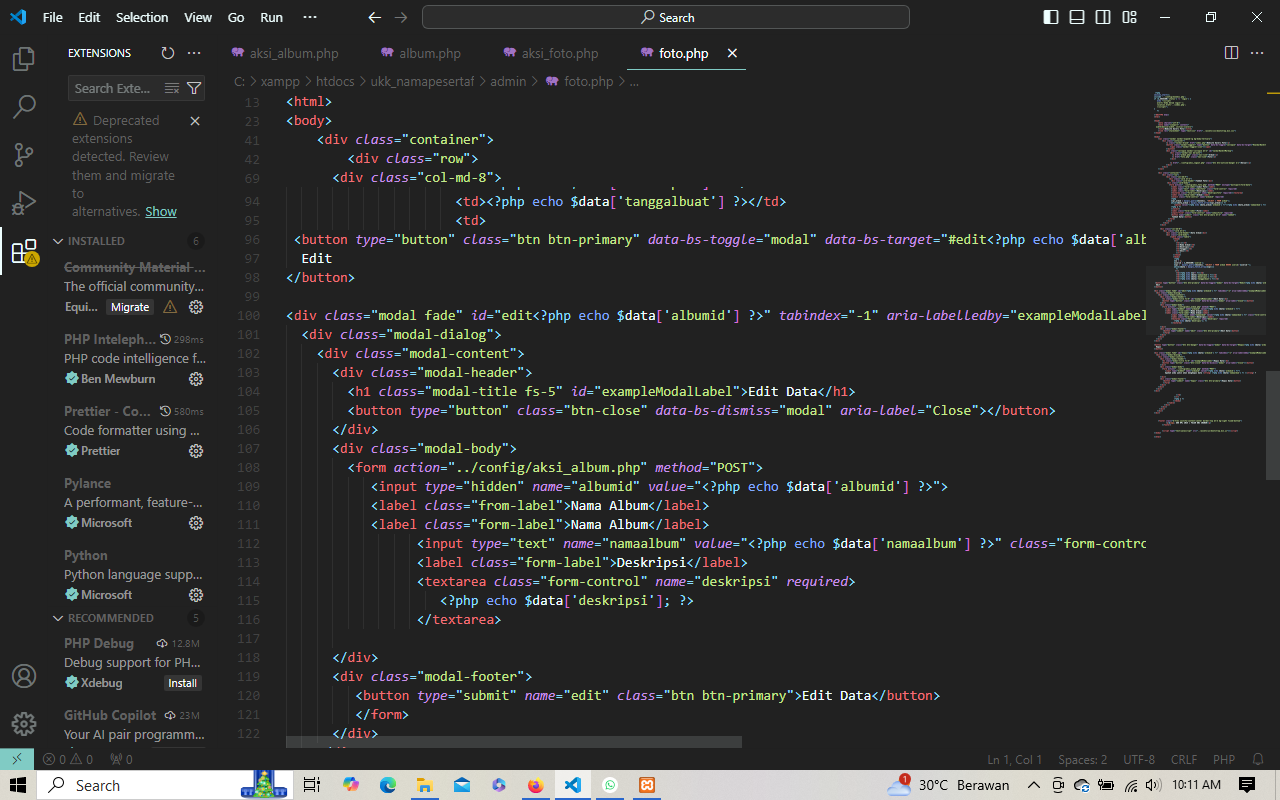 File Edit Selection View Go Run ··· Search
EXTENSIONS
aksi_album.php album.php aksi_foto.php foto.php
Search Exte...
C: > xampp > htdocs > ukk_namapesertaf > admin > foto.php > ...
Deprecated
extensions
detected. Review
them and migrate
to
alternatives. Show
INSTALLED 6
Community Material ...
The official community...
Equi... Migrate
PHP Inteleph... 298ms
PHP code intelligence f...
Ben Mewburn
Prettier - Co... 580ms
Code formatter using ...
Prettier
Pylance
A performant, feature-...
Microsoft
Python
Python language supp...
Microsoft
RECOMMENDED 5
PHP Debug 12.8M
Debug support for PH...
Xdebug Install
GitHub Copilot 23M
Your AI pair programm...
13 <html>
23 <body>
41 <div class="container">
42 <div class="row">
69 <div class="col-md-8">
94 <td><?php echo $data['tanggalbuat'] ?></td>
95 <td>
96 <button type="button" class="btn btn-primary" data-bs-toggle="modal" data-bs-target="#edit<?php echo $data['alb
97 Edit
98 </button>
99
100 <div class="modal fade" id="edit<?php echo $data['albumid'] ?>" tabindex="-1" aria-labelledby="exampleModalLabel
101 <div class="modal-dialog">
102 <div class="modal-content">
103 <div class="modal-header">
104 <h1 class="modal-title fs-5" id="exampleModalLabel">Edit Data</h1>
105 <button type="button" class="btn-close" data-bs-dismiss="modal" aria-label="Close"></button>
106 </div>
107 <div class="modal-body">
108 <form action="../config/aksi_album.php" method="POST">
109 <input type="hidden" name="albumid" value="<?php echo $data['albumid'] ?>">
110 <label class="from-label">Nama Album</label>
111 <label class="form-label">Nama Album</label>
112 <input type="text" name="namaalbum" value="<?php echo $data['namaalbum'] ?>" class="form-contro
113 <label class="form-label">Deskripsi</label>
114 <textarea class="form-control" name="deskripsi" required>
115 <?php echo $data['deskripsi']; ?>
116 </textarea>
117
118 </div>
119 <div class="modal-footer">
120 <button type="submit" name="edit" class="btn btn-primary">Edit Data</button>
121 </form>
122 </div>
0 0 0 Ln 1, Col 1 Spaces: 2 UTF-8 CRLF PHP
Search 1 30°C Berawan 10:11 AM